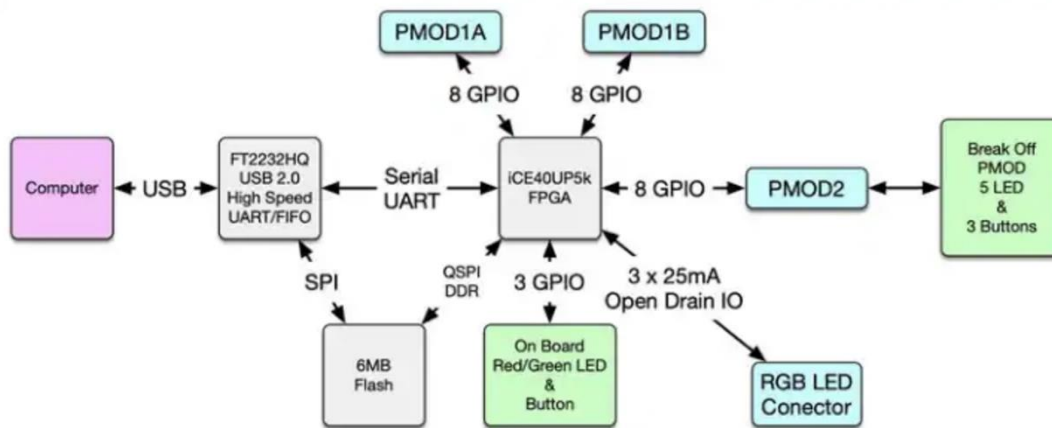 PMOD1A
PMOD1B
8 GPIO
8 GPIO
Computer
USB
FT2232HQ
USB 2.0
High Speed
UART/FIFO
Serial
UART
iCE40UP5k
FPGA
8 GPIO
PMOD2
Break Off
PMOD
5 LED
&
3 Buttons
SPI
QSPI
DDR
3 GPIO
3 x 25mA
Open Drain IO
6MB
Flash
On Board
Red/Green LED
&
Button
RGB LED
Conector